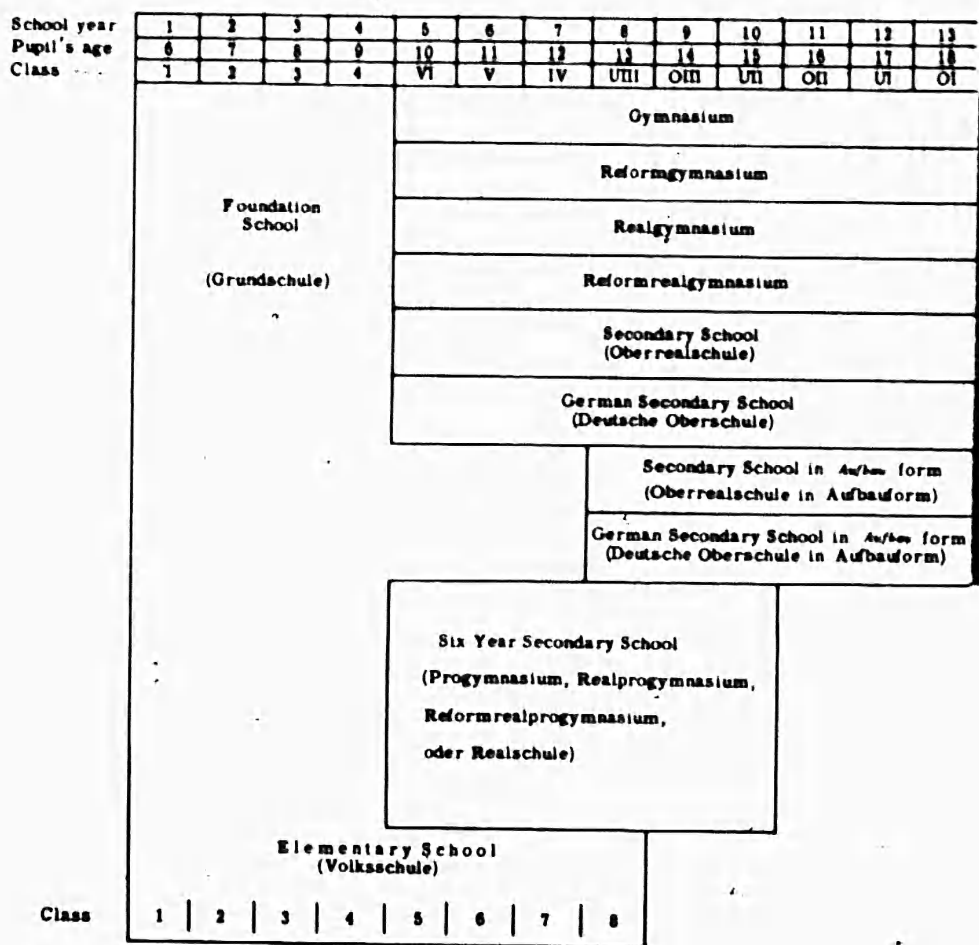 School year 1 2 3 4 5 6 7 8 9 10 11 12 13
Pupil's age 6 7 8 9 10 11 12 13 14 15 16 17 18
Class 1 2 3 4 VI V IV UIII OIII UII OII UI OI
Gymnasium
Reformgymnasium
Foundation
School
Realgymnasium
(Grundschule)
Reformrealgymnasium
Secondary School
(Oberrealschule)
German Secondary School
(Deutsche Oberschule)
Secondary School in Aufbau form
(Oberrealschule in Aufbauform)
German Secondary School in Aufbau form
(Deutsche Oberschule in Aufbauform)
Six Year Secondary School
(Progymnasium, Realprogymnasium,
Reformrealprogymnasium,
oder Realschule)
Elementary School
(Volksschule)
Class 1 2 3 4 5 6 7 8